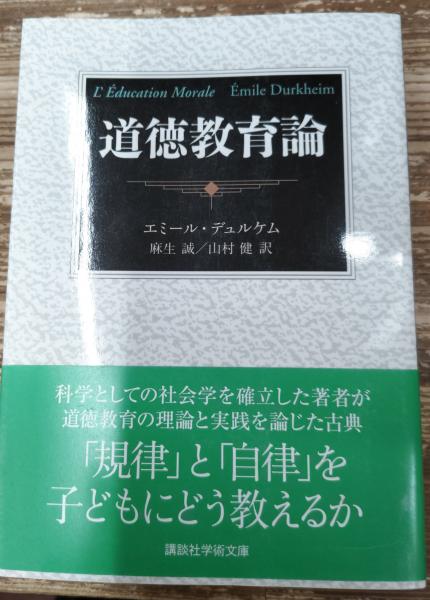 L'Éducation Morale Émile Durkheim
道徳教育論
エミール・デュルケム
麻生 誠／山村 健 訳
科学としての社会学を確立した著者が
道徳教育の理論と実践を論じた古典
「規律」と「自律」を
子どもにどう教えるか
講談社学術文庫